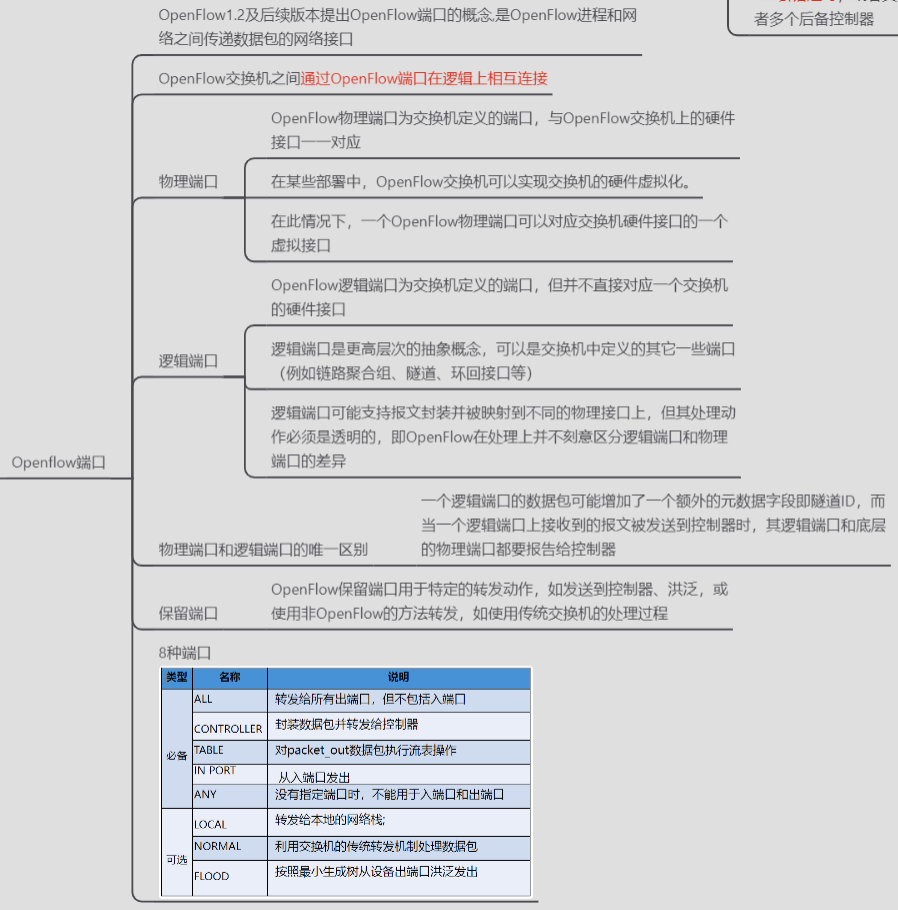 者多个后备控制器
OpenFlow1.2及后续版本提出OpenFlow端口的概念,是OpenFlow进程和网
络之间传递数据包的网络接口
OpenFlow交换机之间通过OpenFlow端口在逻辑上相互连接
OpenFlow物理端口为交换机定义的端口，与OpenFlow交换机上的硬件
接口一一对应
物理端口
在某些部署中，OpenFlow交换机可以实现交换机的硬件虚拟化。
在此情况下，一个OpenFlow物理端口可以对应交换机硬件接口的一个
虚拟接口
OpenFlow逻辑端口为交换机定义的端口，但并不直接对应一个交换机
的硬件接口
逻辑端口
逻辑端口是更高层次的抽象概念，可以是交换机中定义的其它一些端口
（例如链路聚合组、隧道、环回接口等）
逻辑端口可能支持报文封装并被映射到不同的物理接口上，但其处理动
作必须是透明的，即OpenFlow在处理上并不刻意区分逻辑端口和物理
端口的差异
Openflow端口
物理端口和逻辑端口的唯一区别
一个逻辑端口的数据包可能增加了一个额外的元数据字段即隧道ID，而
当一个逻辑端口上接收到的报文被发送到控制器时，其逻辑端口和底层
的物理端口都要报告给控制器
保留端口
OpenFlow保留端口用于特定的转发动作，如发送到控制器、洪泛，或
使用非OpenFlow的方法转发，如使用传统交换机的处理过程
8种端口
类型 名称 说明
必备
ALL 转发给所有出端口，但不包括入端口
CONTROLLER 封装数据包并转发给控制器
TABLE 对packet_out数据包执行流表操作
IN PORT 从入端口发出
ANY 没有指定端口时，不能用于入端口和出端口
可选
LOCAL 转发给本地的网络栈;
NORMAL 利用交换机的传统转发机制处理数据包
FLOOD 按照最小生成树从设备出端口洪泛发出